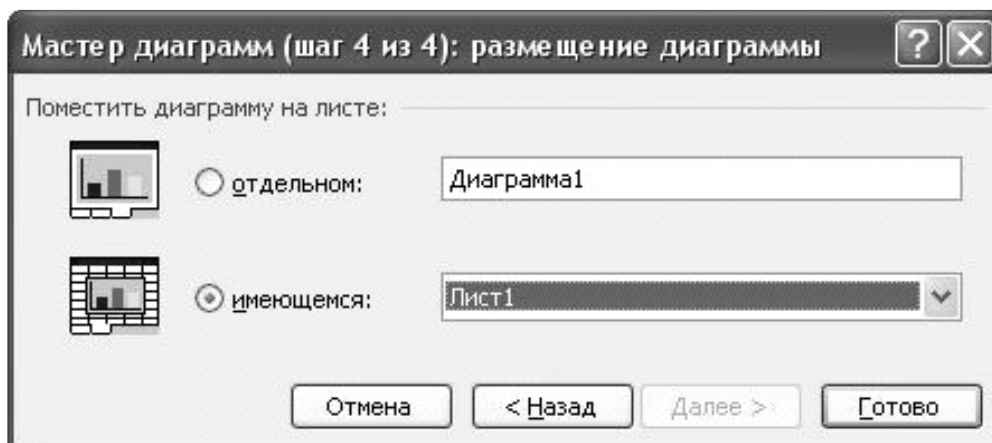 Мастер диаграмм (шаг 4 из 4): размещение диаграммы
Поместить диаграмму на листе:
отдельном: Диаграмма1
имеющемся: Лист1
Отмена < Назад Далее > Готово